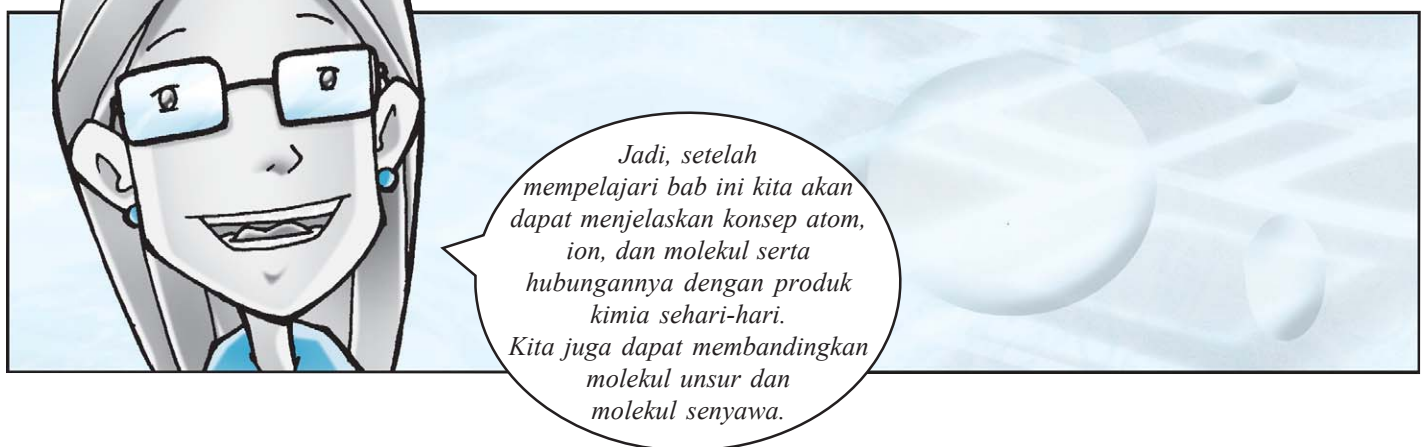 Jadi, setelah
mempelajari bab ini kita akan
dapat menjelaskan konsep atom,
ion, dan molekul serta
hubungannya dengan produk
kimia sehari-hari.
Kita juga dapat membandingkan
molekul unsur dan
molekul senyawa.